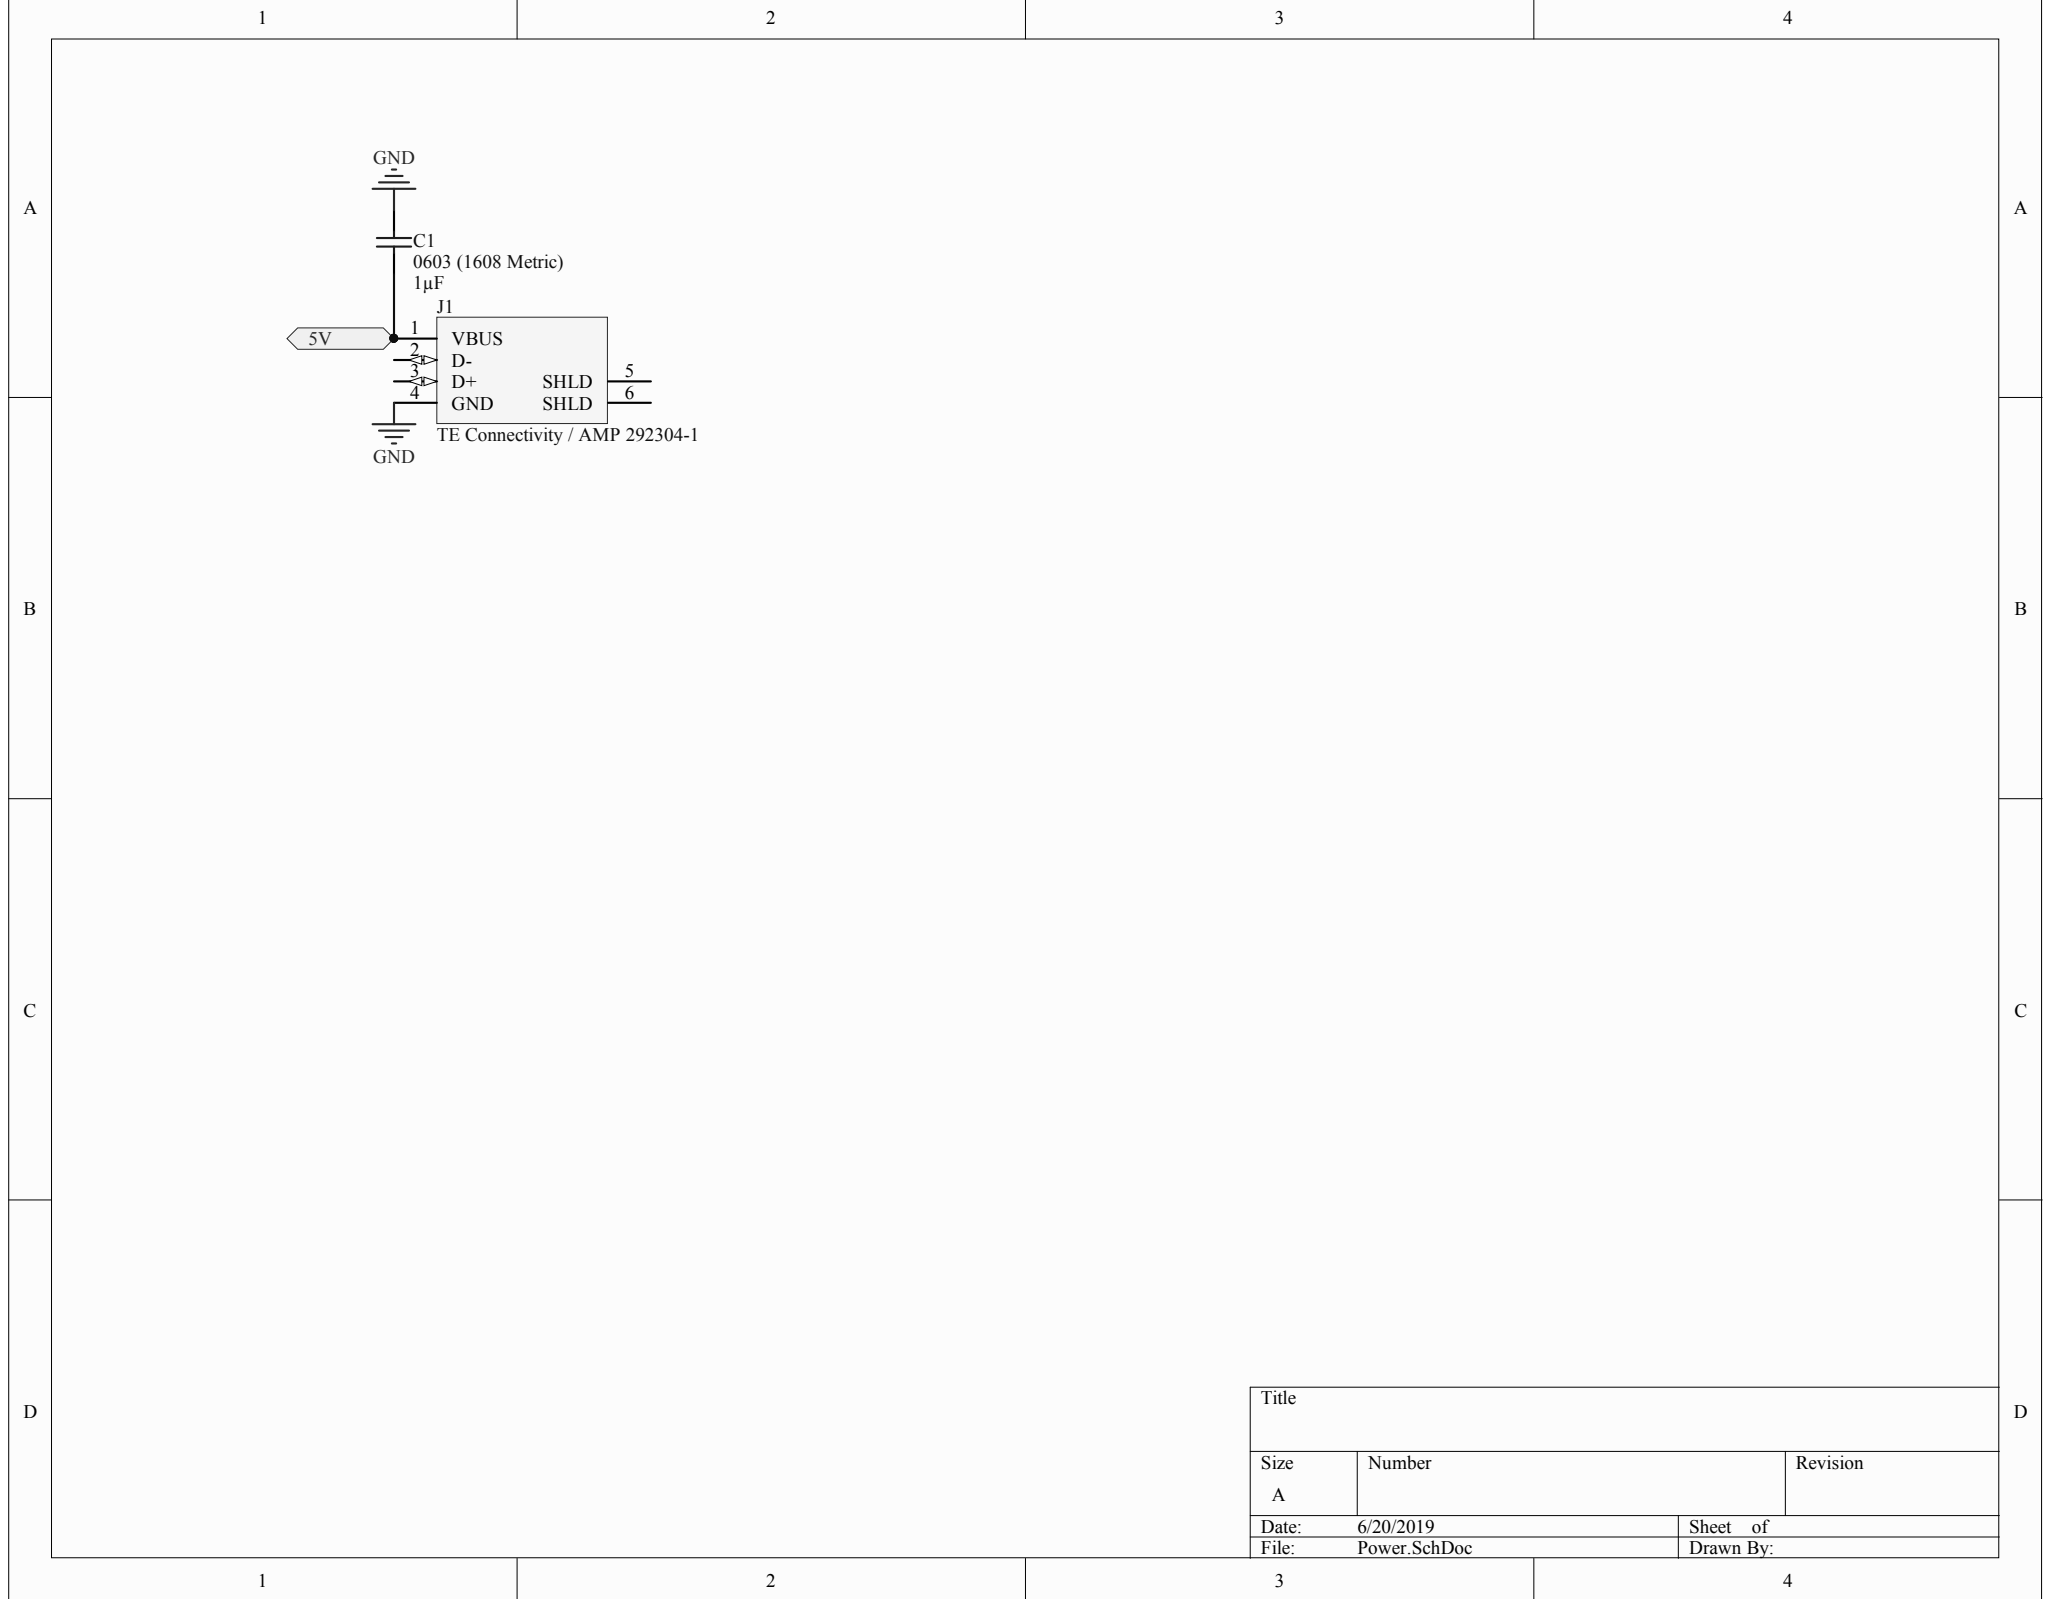 1 2 3 4
GND
A A
C1
0603 (1608 Metric)
1µF
J1
5V 1 VBUS
2 D-
3 D+ SHLD 5
4 GND SHLD 6
TE Connectivity / AMP 292304-1
GND
B B
C C
D D
Title
Size Number Revision
A
Date: 6/20/2019 Sheet of
File: Power.SchDoc Drawn By:
1 2 3 4